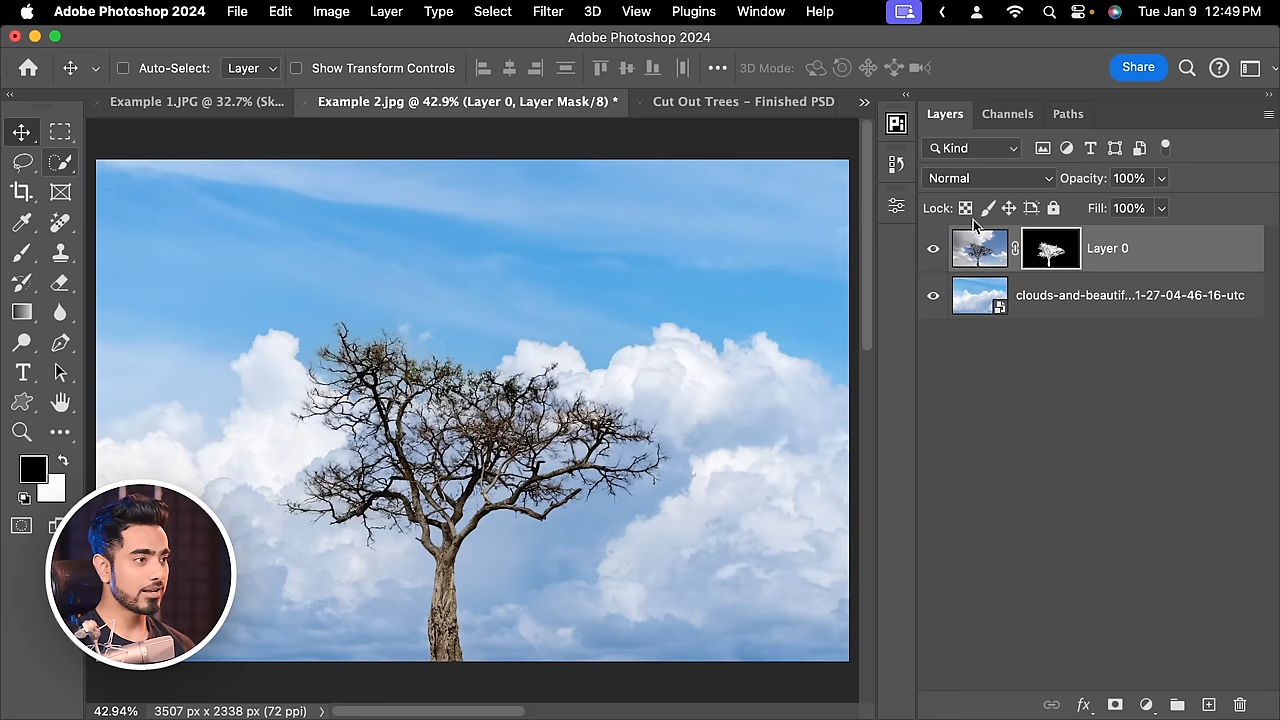 Adobe Photoshop 2024 File Edit Image Layer Type Select Filter 3D View Plugins Window Help Tue Jan 9 12:49 PM
Adobe Photoshop 2024
Auto-Select: Layer Show Transform Controls 3D Mode: Share
Example 1.JPG @ 32.7% (Sk... Example 2.jpg @ 42.9% (Layer 0, Layer Mask/8) * Cut Out Trees - Finished PSD
Layers Channels Paths
Kind
Normal Opacity: 100%
Lock: Fill: 100%
Layer 0
clouds-and-beautif...1-27-04-46-16-utc
42.94% 3507 px x 2338 px (72 ppi)